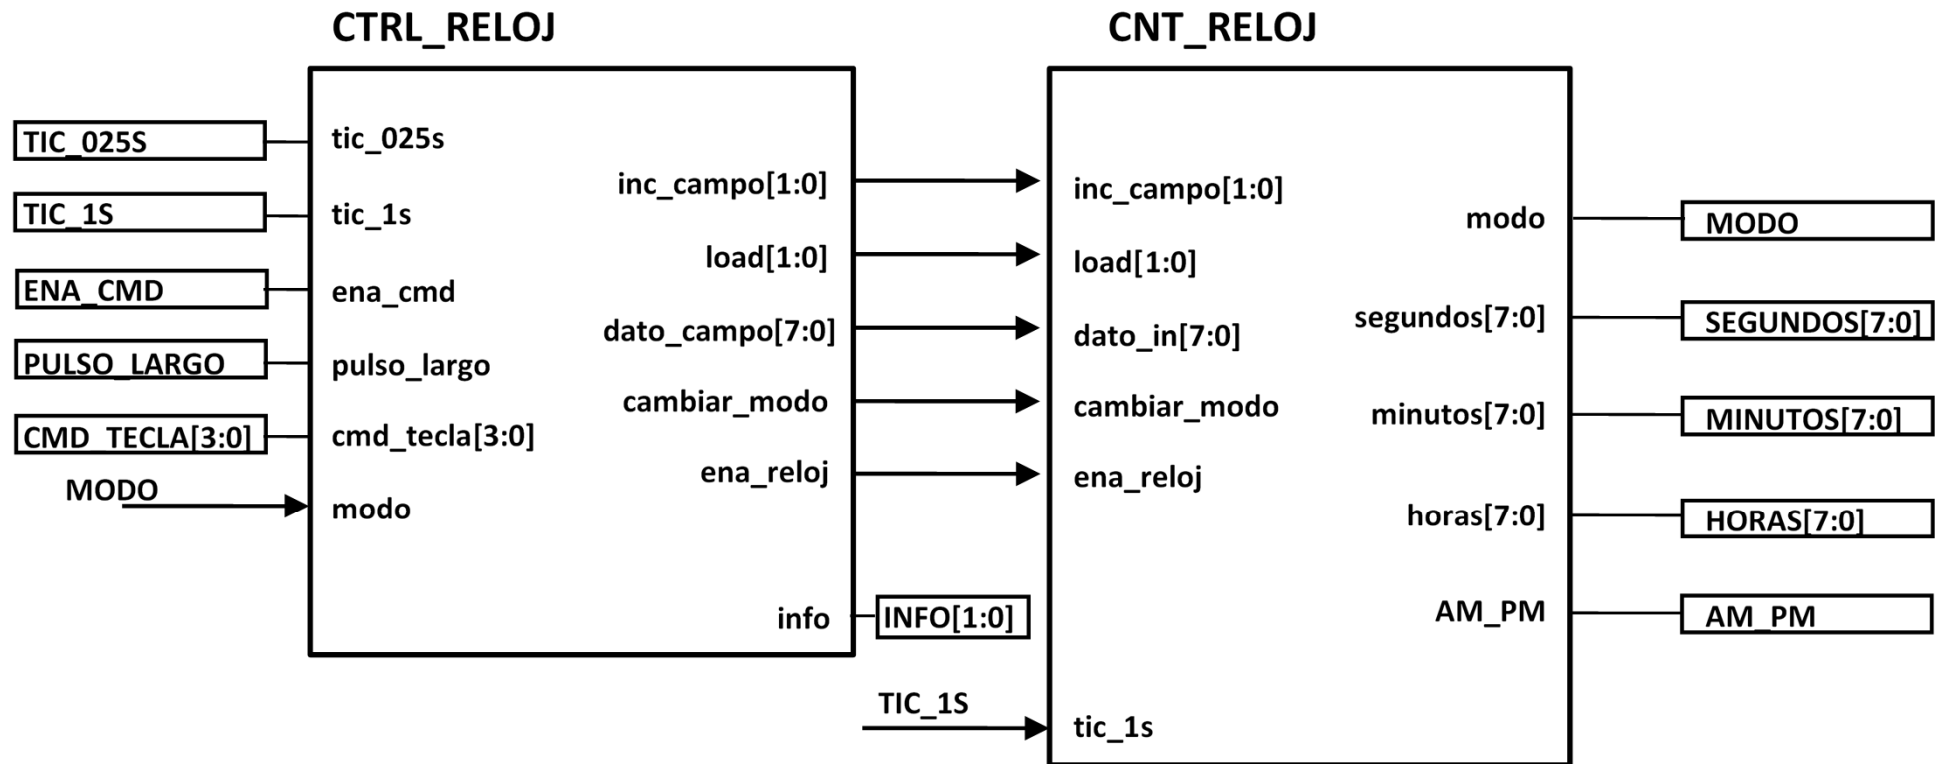 CTRL_RELOJ
TIC_025S
TIC_1S
ENA_CMD
PULSO_LARGO
CMD_TECLA[3:0]
MODO
tic_025s
tic_1s
ena_cmd
pulso_largo
cmd_tecla[3:0]
modo
inc_campo[1:0]
load[1:0]
dato_campo[7:0]
cambiar_modo
ena_reloj
info
INFO[1:0]
CNT_RELOJ
inc_campo[1:0]
load[1:0]
dato_in[7:0]
cambiar_modo
ena_reloj
TIC_1S
tic_1s
modo
segundos[7:0]
minutos[7:0]
horas[7:0]
AM_PM
MODO
SEGUNDOS[7:0]
MINUTOS[7:0]
HORAS[7:0]
AM_PM